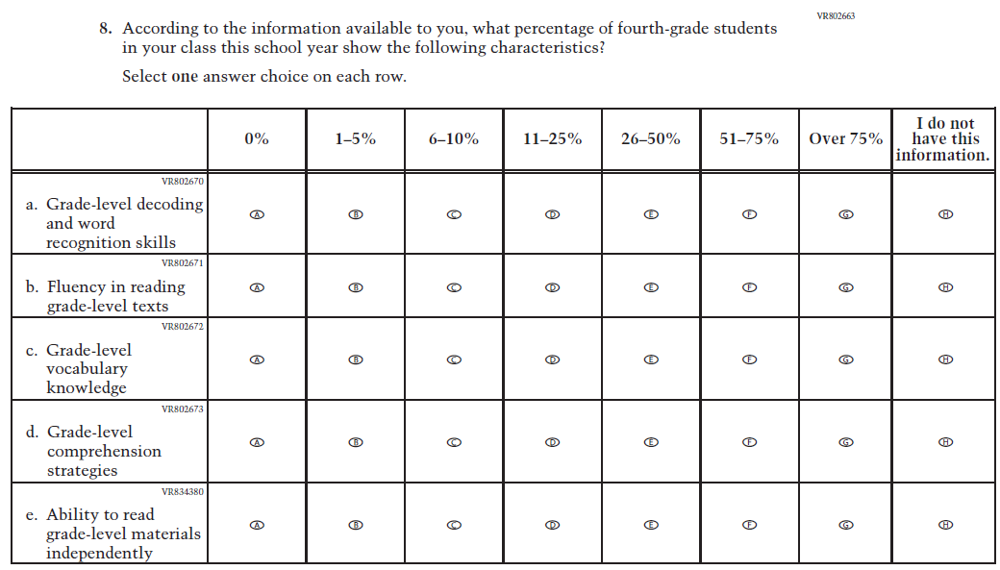 VR802663
8. According to the information available to you, what percentage of fourth-grade students
in your class this school year show the following characteristics?
Select one answer choice on each row.
0% 1–5% 6–10% 11–25% 26–50% 51–75% Over 75% I do not
have this
information.
VR802670
a. Grade-level decoding
and word
recognition skills
A B C D E F G H
VR802671
b. Fluency in reading
grade-level texts
A B C D E F G H
VR802672
c. Grade-level
vocabulary
knowledge
A B C D E F G H
VR802673
d. Grade-level
comprehension
strategies
A B C D E F G H
VR834380
e. Ability to read
grade-level materials
independently
A B C D E F G H